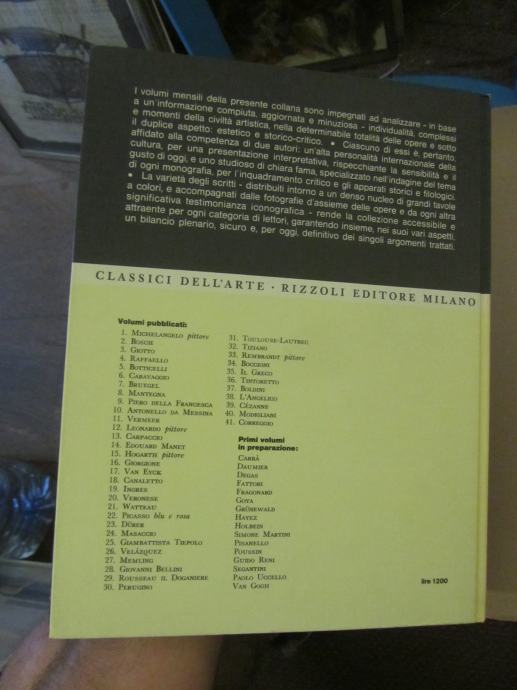 I volumi mensili della presente collana sono impegnati ad analizzare - in base
a un'informazione compiuta, aggiornata e minuziosa - individualità, complessi
e momenti della civiltà artistica, nella determinabile totalità delle opere e sotto
il duplice aspetto: estetico e storico-critico. • Ciascuno di essi è, pertanto,
affidato alla competenza di due autori: un'alta personalità internazionale della
cultura, per una presentazione interpretativa, rispecchiante la sensibilità e il
gusto di oggi, e uno studioso di chiara fama, specializzato nell'indagine del tema
di ogni monografia, per l'inquadramento critico e gli apparati storici e filologici.
• La varietà degli scritti - distribuiti intorno a un denso nucleo di grandi tavole
a colori, e accompagnati dalle fotografie d'assieme delle opere e da ogni altra
significativa testimonianza iconografica - rende la collezione accessibile e
attraente per ogni categoria di lettori, garantendo insieme, nei suoi vari aspetti,
un bilancio plenario, sicuro e, per oggi, definitivo dei singoli argomenti trattati.
CLASSICI DELL'ARTE · RIZZOLI EDITORE MILANO
Volumi pubblicati:
1. MICHELANGELO pittore
2. BOSCH
3. GIOTTO
4. RAFFAELLO
5. BOTTICELLI
6. CARAVAGGIO
7. BRUEGEL
8. MANTEGNA
9. PIERO DELLA FRANCESCA
10. ANTONELLO DA MESSINA
11. VERMEER
12. LEONARDO pittore
13. CARPACCIO
14. EDOUARD MANET
15. HOGARTH pittore
16. GIORGIONE
17. VAN EYCK
18. CANALETTO
19. INGRES
20. VERONESE
21. WATTEAU
22. PICASSO blu e rosa
23. DÜRER
24. MASACCIO
25. GIAMBATTISTA TIEPOLO
26. VELÁZQUEZ
27. MEMLING
28. GIOVANNI BELLINI
29. ROUSSEAU IL DOGANIERE
30. PERUGINO
31. TOULOUSE-LAUTREC
32. TIZIANO
33. REMBRANDT pittore
34. BOCCIONI
35. IL GRECO
36. TINTORETTO
37. BOLDINI
38. L'ANGELICO
39. CÉZANNE
40. MODIGLIANI
41. CORREGGIO
Primi volumi
in preparazione:
CARRÀ
DAUMIER
DEGAS
FATTORI
FRAGONARD
GOYA
GRÜNEWALD
HAYEZ
HOLBEIN
SIMONE MARTINI
PISANELLO
POUSSIN
GUIDO RENI
SEGANTINI
PAOLO UCCELLO
VAN GOGH
lire 1200